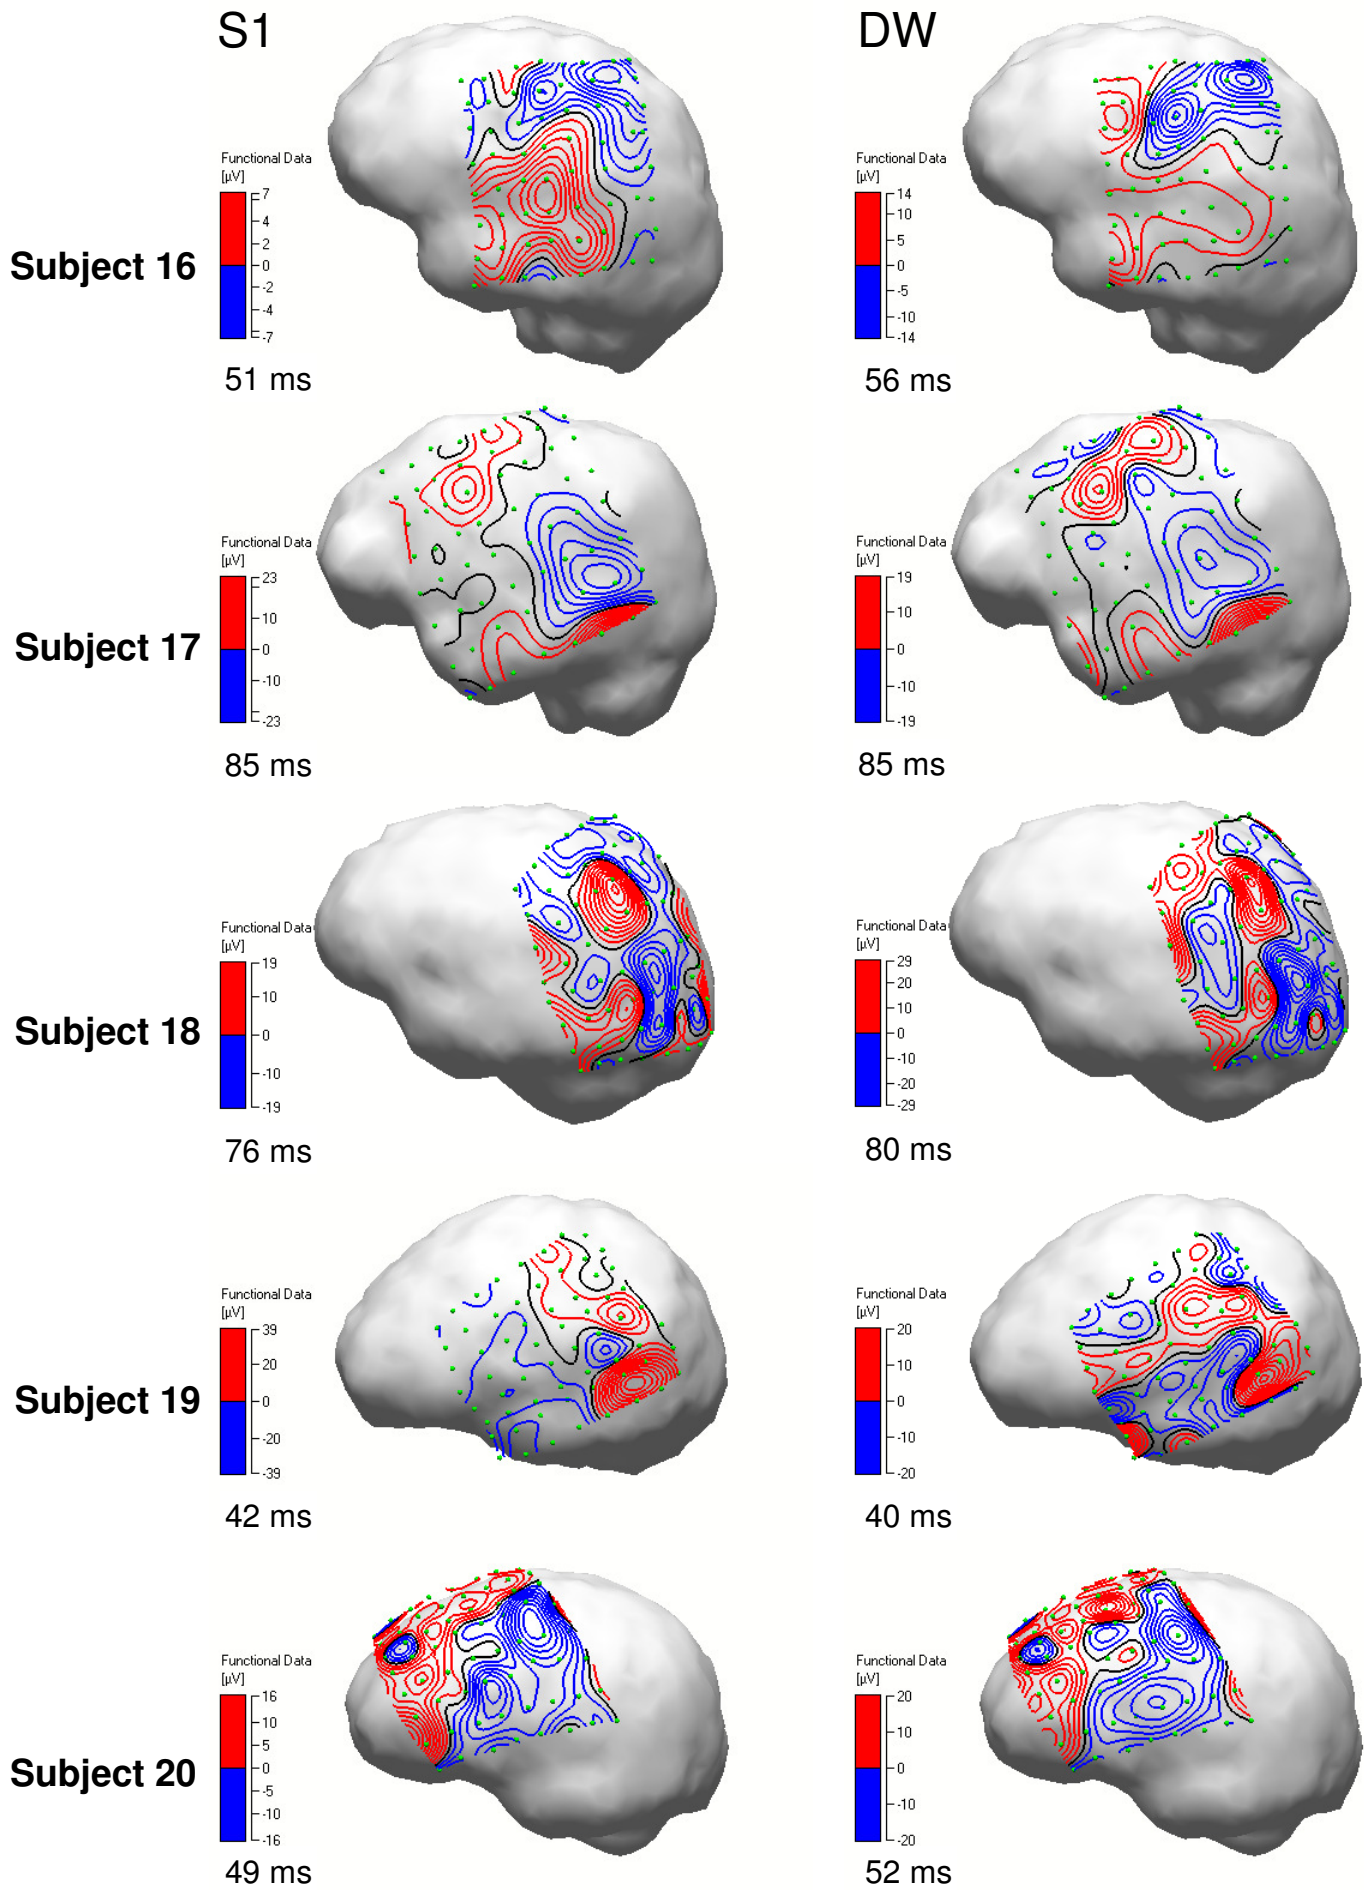 S1
DW
Functional Data
[µV]
7
4
2
0
-2
-4
-7
Functional Data
[µV]
14
10
5
0
-5
-10
-14
Subject 16
51 ms
56 ms
Functional Data
[µV]
23
10
0
-10
-23
Functional Data
[µV]
19
10
0
-10
-19
Subject 17
85 ms
85 ms
Functional Data
[µV]
19
10
0
-10
-19
Functional Data
[µV]
29
20
10
0
-10
-20
-29
Subject 18
76 ms
80 ms
Functional Data
[µV]
39
20
0
-20
-39
Functional Data
[µV]
20
10
0
-10
-20
Subject 19
42 ms
40 ms
Functional Data
[µV]
16
10
5
0
-5
-10
-16
Functional Data
[µV]
20
10
0
-10
-20
Subject 20
49 ms
52 ms